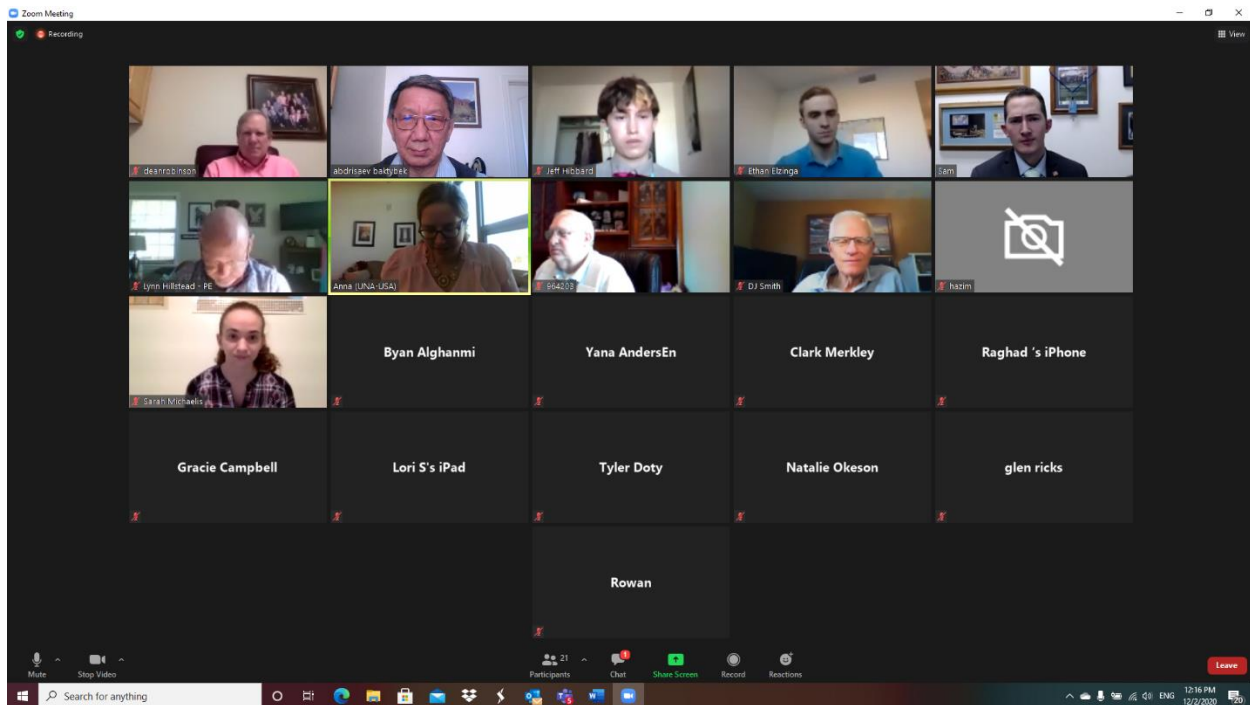 Zoom Meeting
Recording
View
deanrobinson
abdrisaev baktybek
Jeff Hibbard
Ethan Elzinga
Sam
Lynn Hillstead - PE
Anna (UNA-USA)
964203
DJ Smith
hazim
Sarah Michaelis
Byan Alghanmi
Yana AndersEn
Clark Merkley
Raghad 's iPhone
Gracie Campbell
Lori S's iPad
Tyler Doty
Natalie Okeson
glen ricks
Rowan
Mute
Stop Video
21
Participants
1
Chat
Share Screen
Record
Reactions
Leave
Search for anything
ENG
12:16 PM
12/2/2020
20